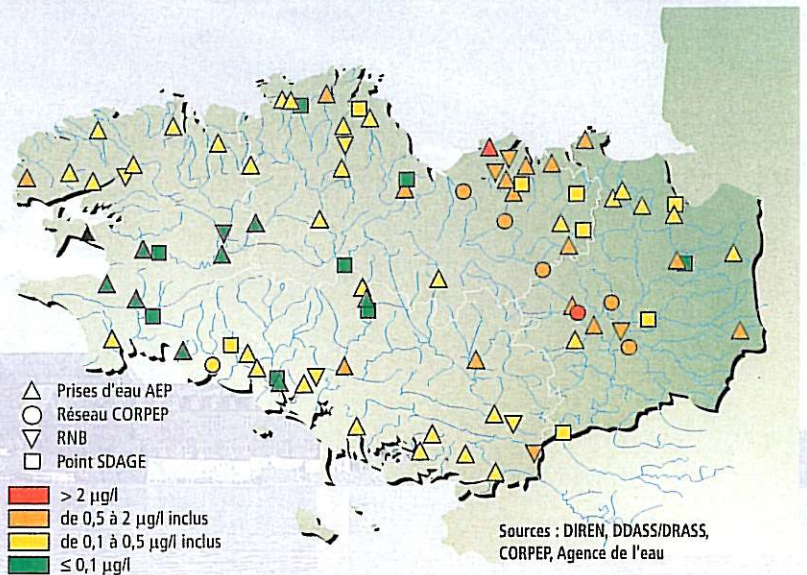 Prises d'eau AEP
Réseau CORPEP
RNB
Point SDAGE
> 2 µg/l
de 0,5 à 2 µg/l inclus
de 0,1 à 0,5 µg/l inclus
≤ 0,1 µg/l
Sources : DIREN, DDASS/DRASS,
CORPEP, Agence de l'eau